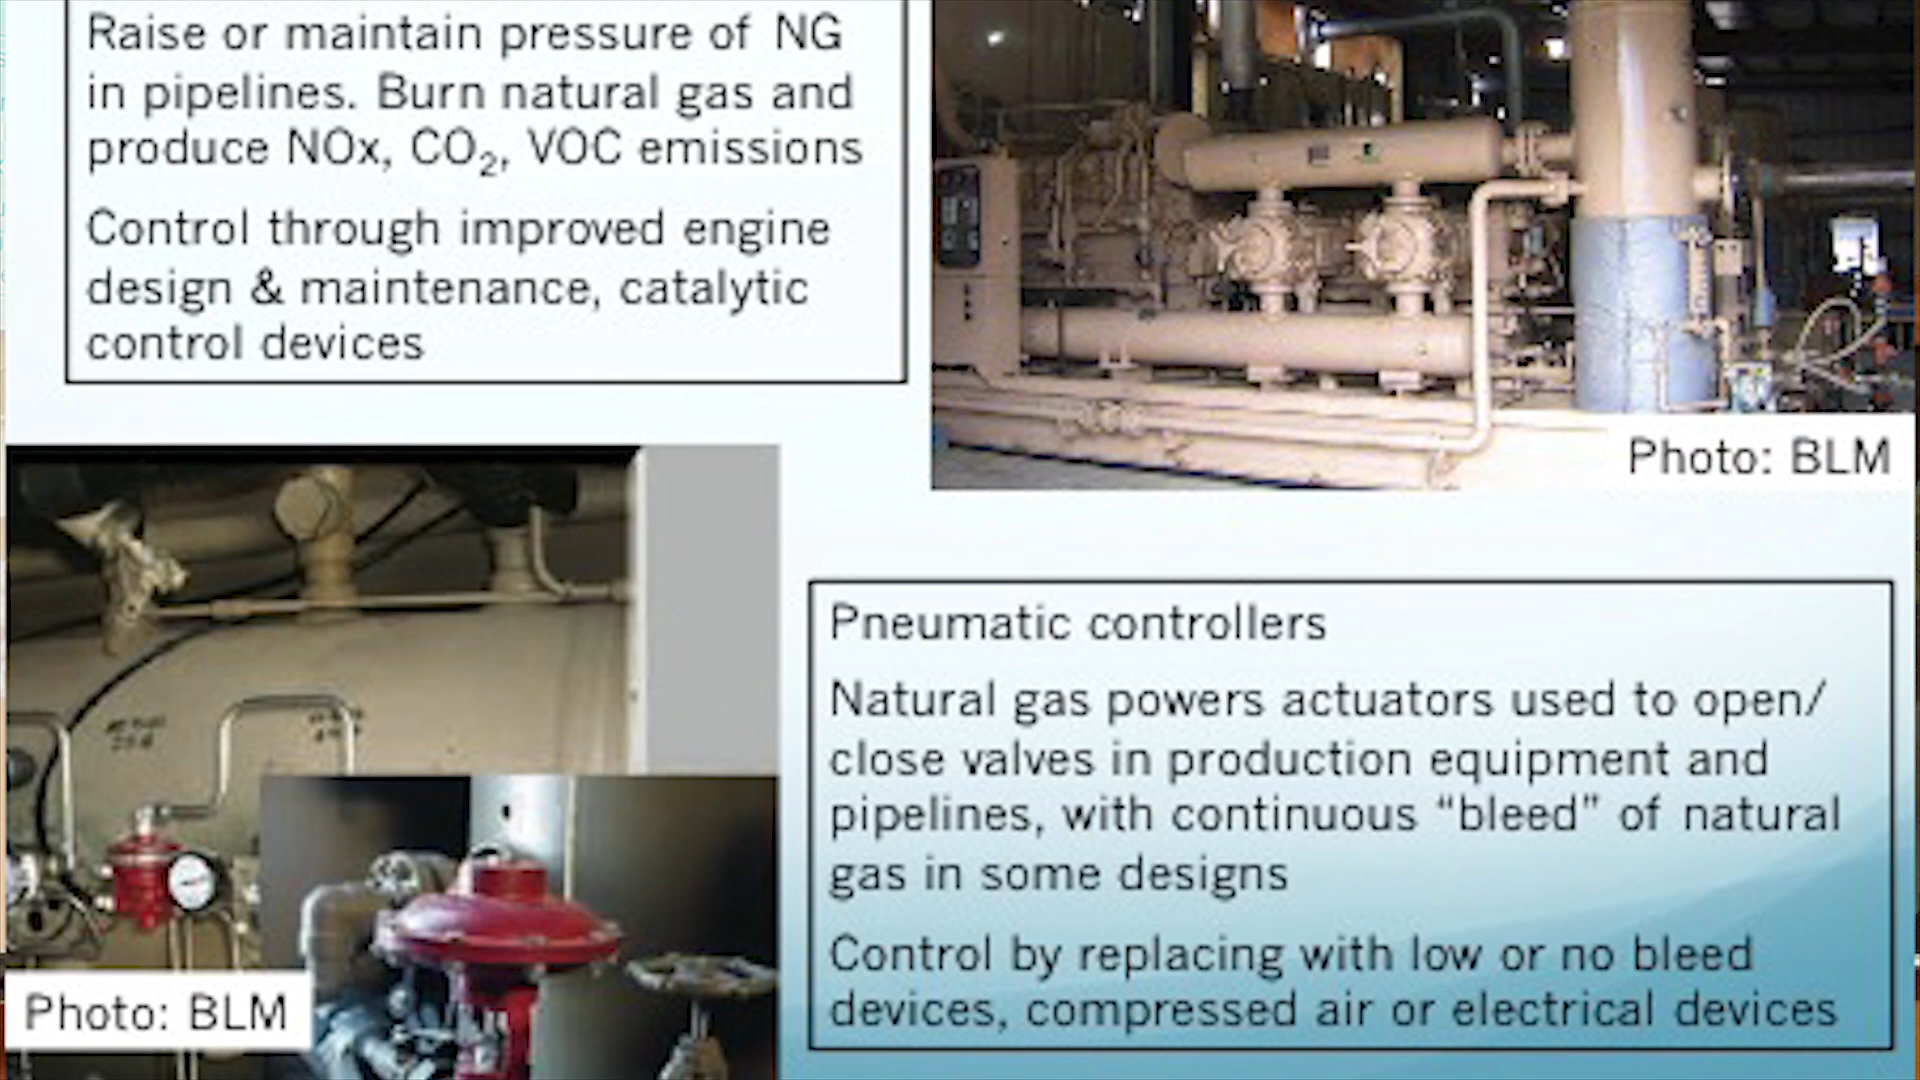 Raise or maintain pressure of NG
in pipelines. Burn natural gas and
produce NOx, CO₂, VOC emissions
Control through improved engine
design & maintenance, catalytic
control devices
Photo: BLM
Pneumatic controllers
Natural gas powers actuators used to open/
close valves in production equipment and
pipelines, with continuous “bleed” of natural
gas in some designs
Control by replacing with low or no bleed
devices, compressed air or electrical devices
Photo: BLM